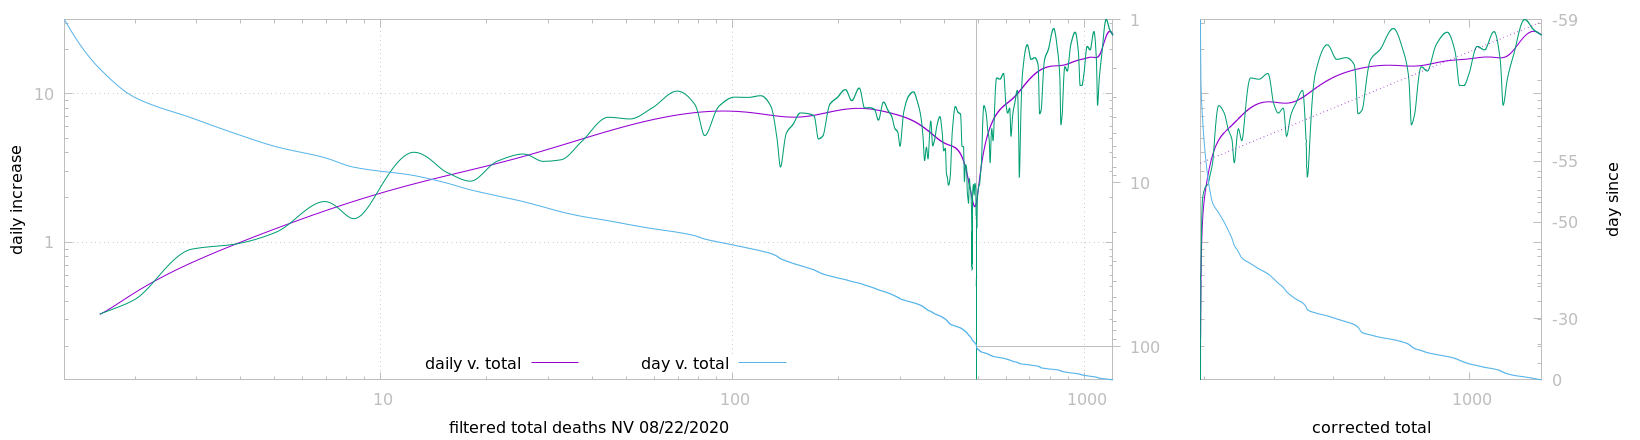 daily increase
10
1
1
10
100
daily v. total
day v. total
10
100
1000
filtered total deaths NV 08/22/2020
-59
-55
-50
-30
0
day since
1000
corrected total